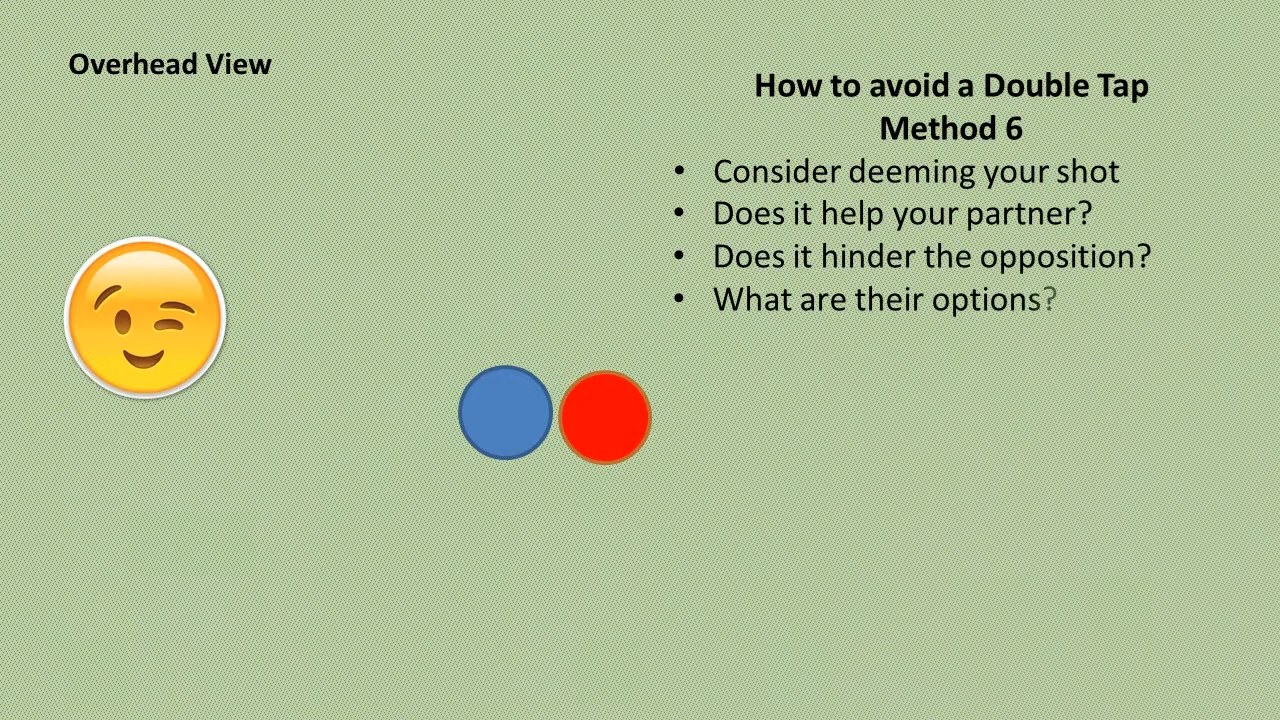 Overhead View
How to avoid a Double Tap
Method 6
• Consider deeming your shot
• Does it help your partner?
• Does it hinder the opposition?
• What are their options?